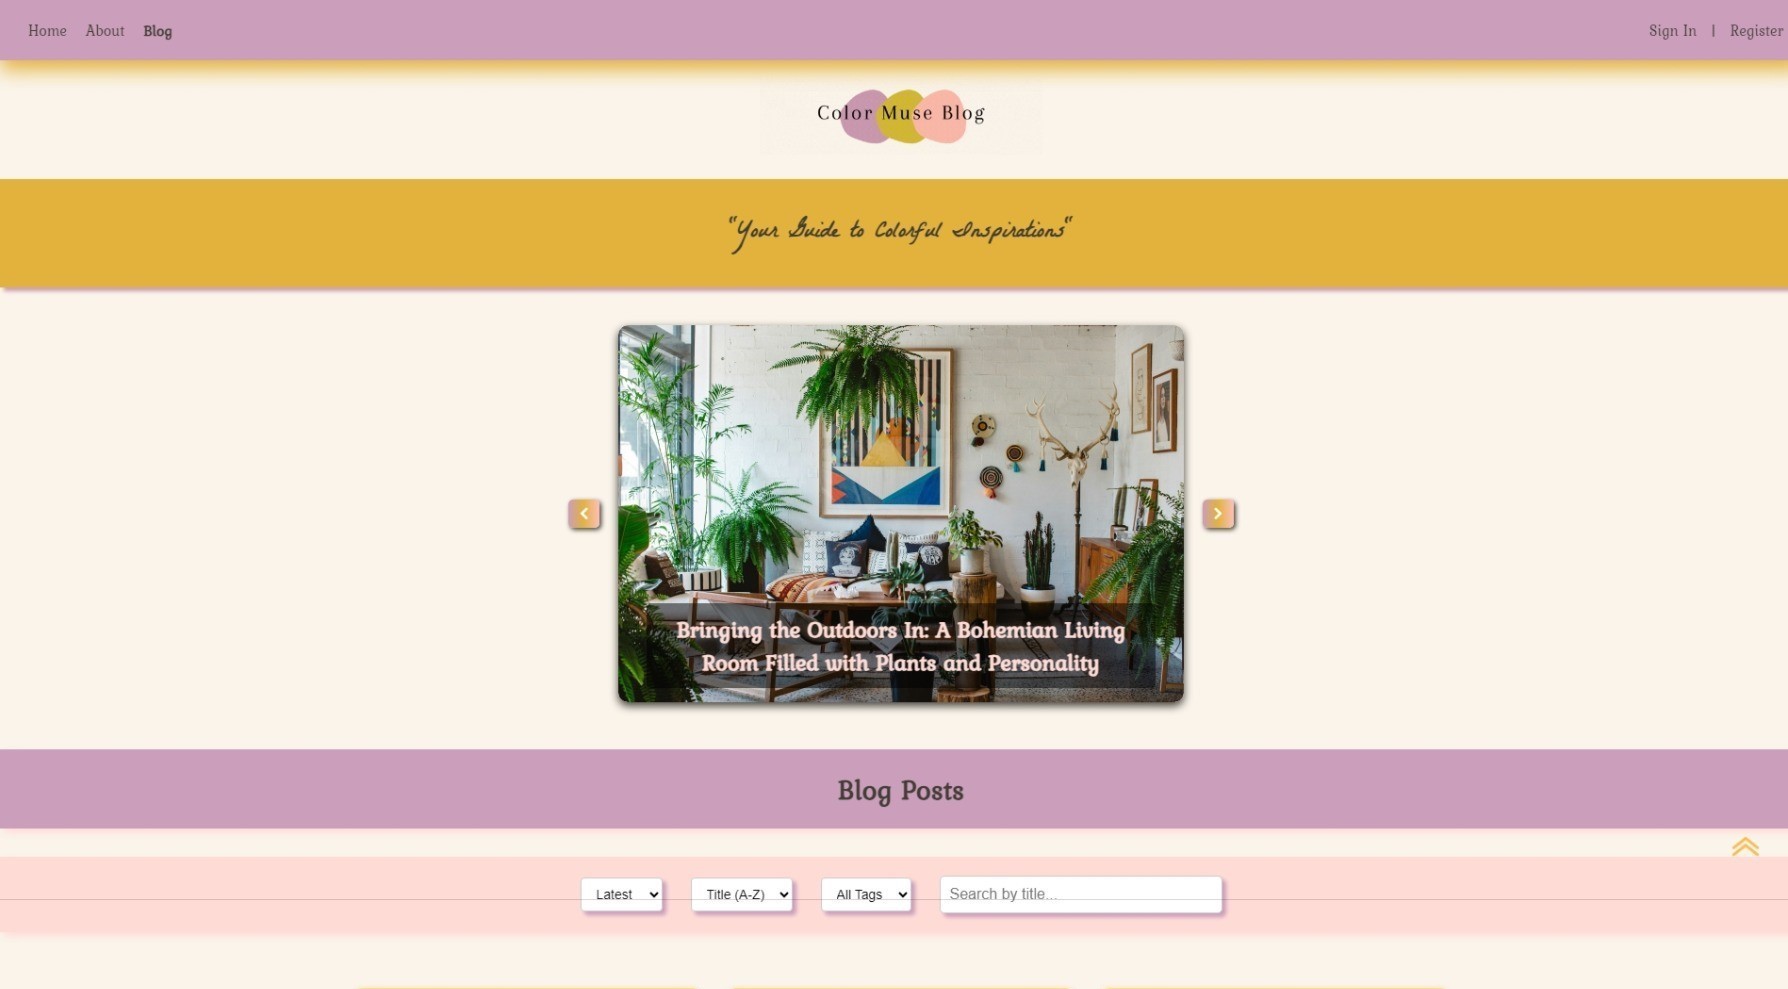 Home About Blog Sign In | Register
Color Muse Blog
“Your Guide to Colorful Inspirations“
Bringing the Outdoors In: A Bohemian Living
Room Filled with Plants and Personality
Blog Posts
Latest Title (A-Z) All Tags Search by title...